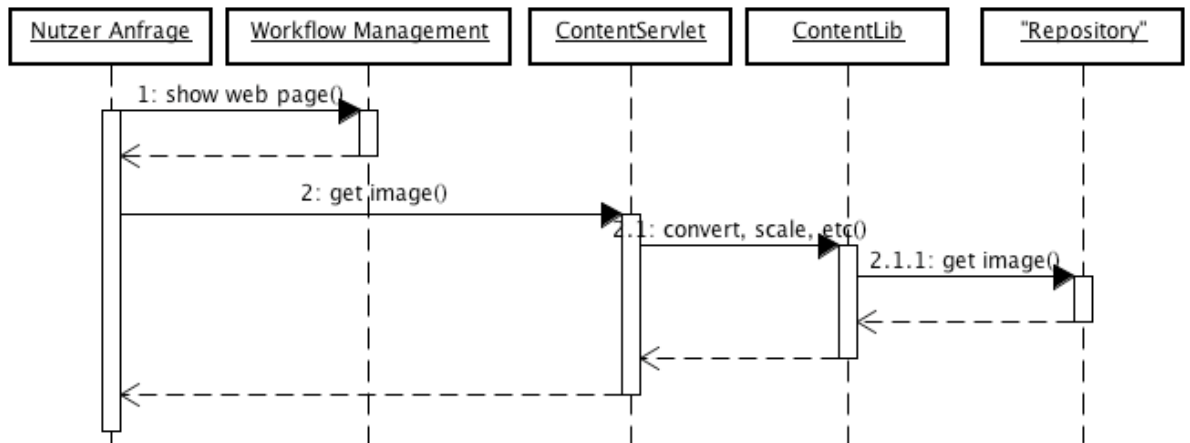 Nutzer Anfrage
Workflow Management
ContentServlet
ContentLib
"Repository"
1: show web page()
2: get image()
2.1: convert, scale, etc()
2.1.1: get image()